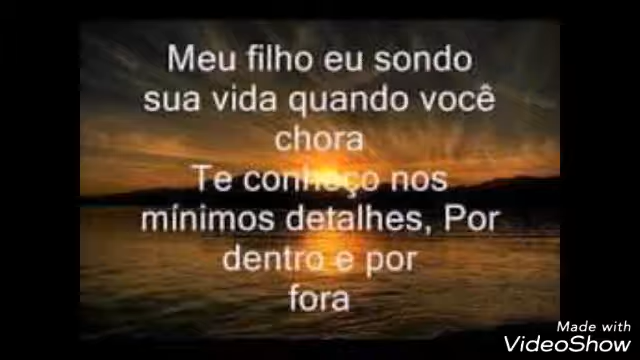 Meu filho eu sondo
sua vida quando você
chora
Te conheço nos
mínimos detalhes, Por
dentro e por
fora
Made with
VideoShow